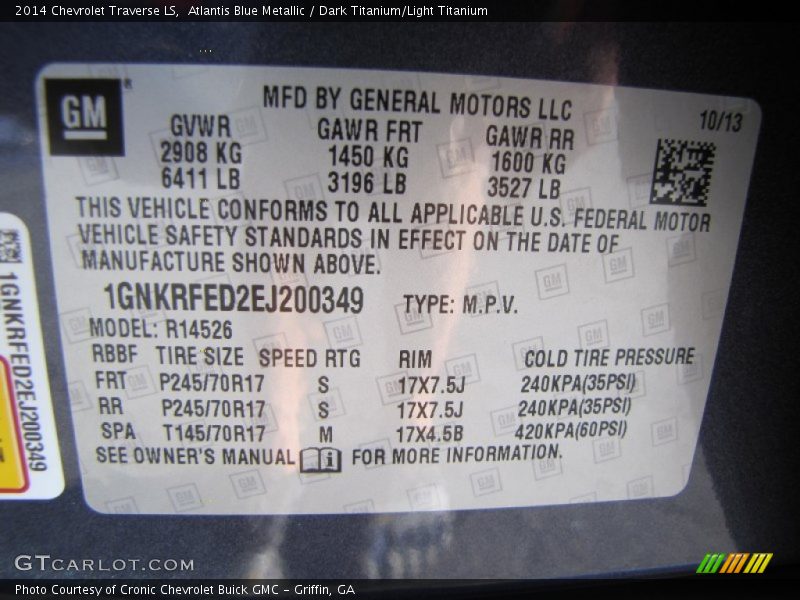 2014 Chevrolet Traverse LS,  Atlantis Blue Metallic / Dark Titanium/Light Titanium
GM
MFD BY GENERAL MOTORS LLC
10/13
GVWR GAWR FRT GAWR RR
2908 KG 1450 KG 1600 KG
6411 LB 3196 LB 3527 LB
THIS VEHICLE CONFORMS TO ALL APPLICABLE U.S. FEDERAL MOTOR
VEHICLE SAFETY STANDARDS IN EFFECT ON THE DATE OF
MANUFACTURE SHOWN ABOVE.
1GNKRFED2EJ200349 TYPE: M.P.V.
MODEL: R14526
RBBF TIRE SIZE SPEED RTG RIM COLD TIRE PRESSURE
FRT P245/70R17 S 17X7.5J 240KPA(35PSI)
RR P245/70R17 S 17X7.5J 240KPA(35PSI)
SPA T145/70R17 M 17X4.5B 420KPA(60PSI)
SEE OWNER'S MANUAL i FOR MORE INFORMATION.
1GNKRFED2EJ200349
GTcarlot.com
Photo Courtesy of Cronic Chevrolet Buick GMC – Griffin, GA